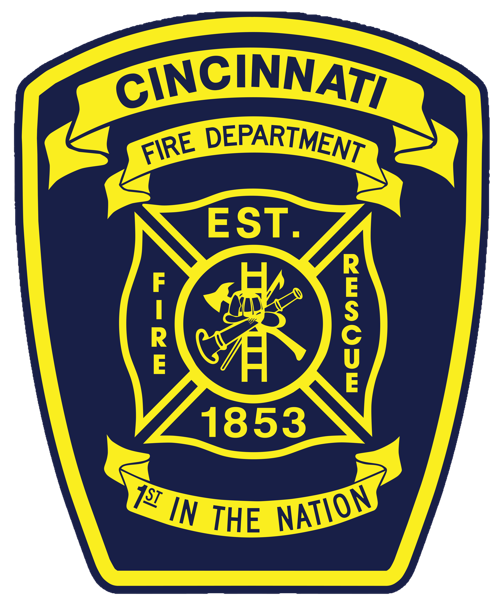 CINCINNATI
FIRE DEPARTMENT
EST.
FIRE
RESCUE
1853
1ST IN THE NATION